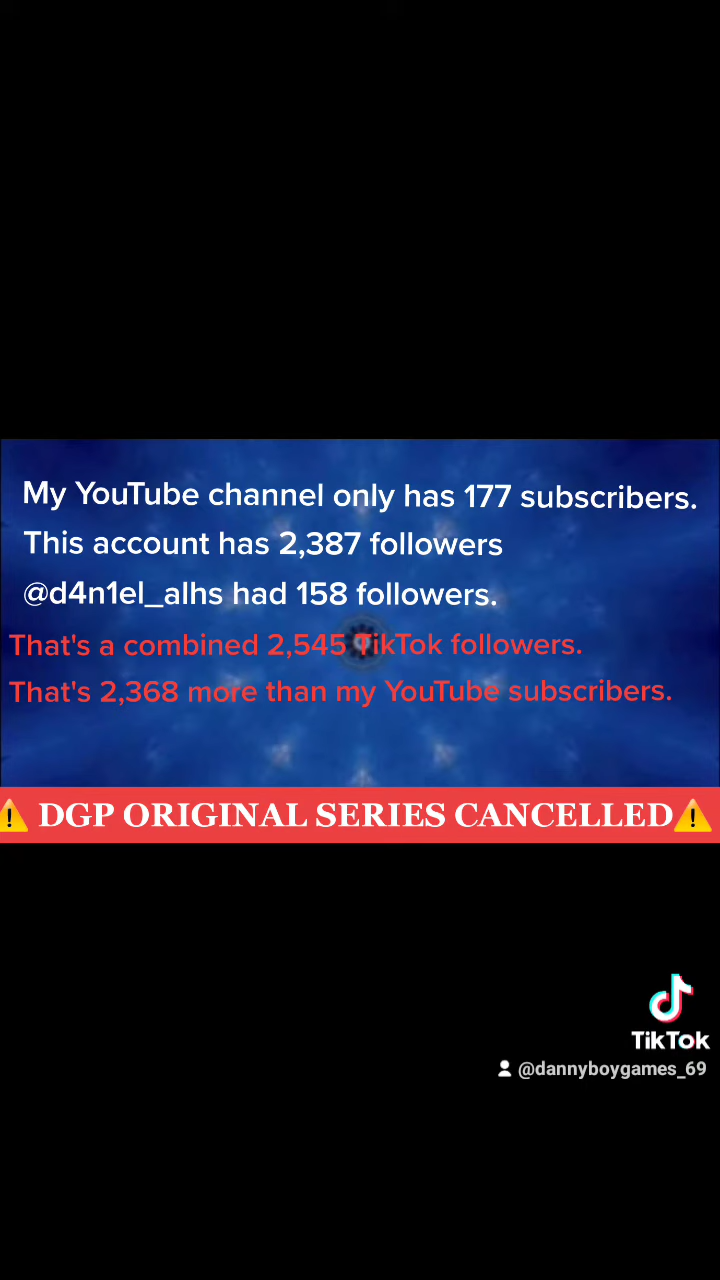 My YouTube channel only has 177 subscribers.
This account has 2,387 followers
@d4n1el_alhs had 158 followers.
That's a combined 2,545 TikTok followers.
That's 2,368 more than my YouTube subscribers.
⚠️ DGP ORIGINAL SERIES CANCELLED⚠️
TikTok
@dannyboygames_69